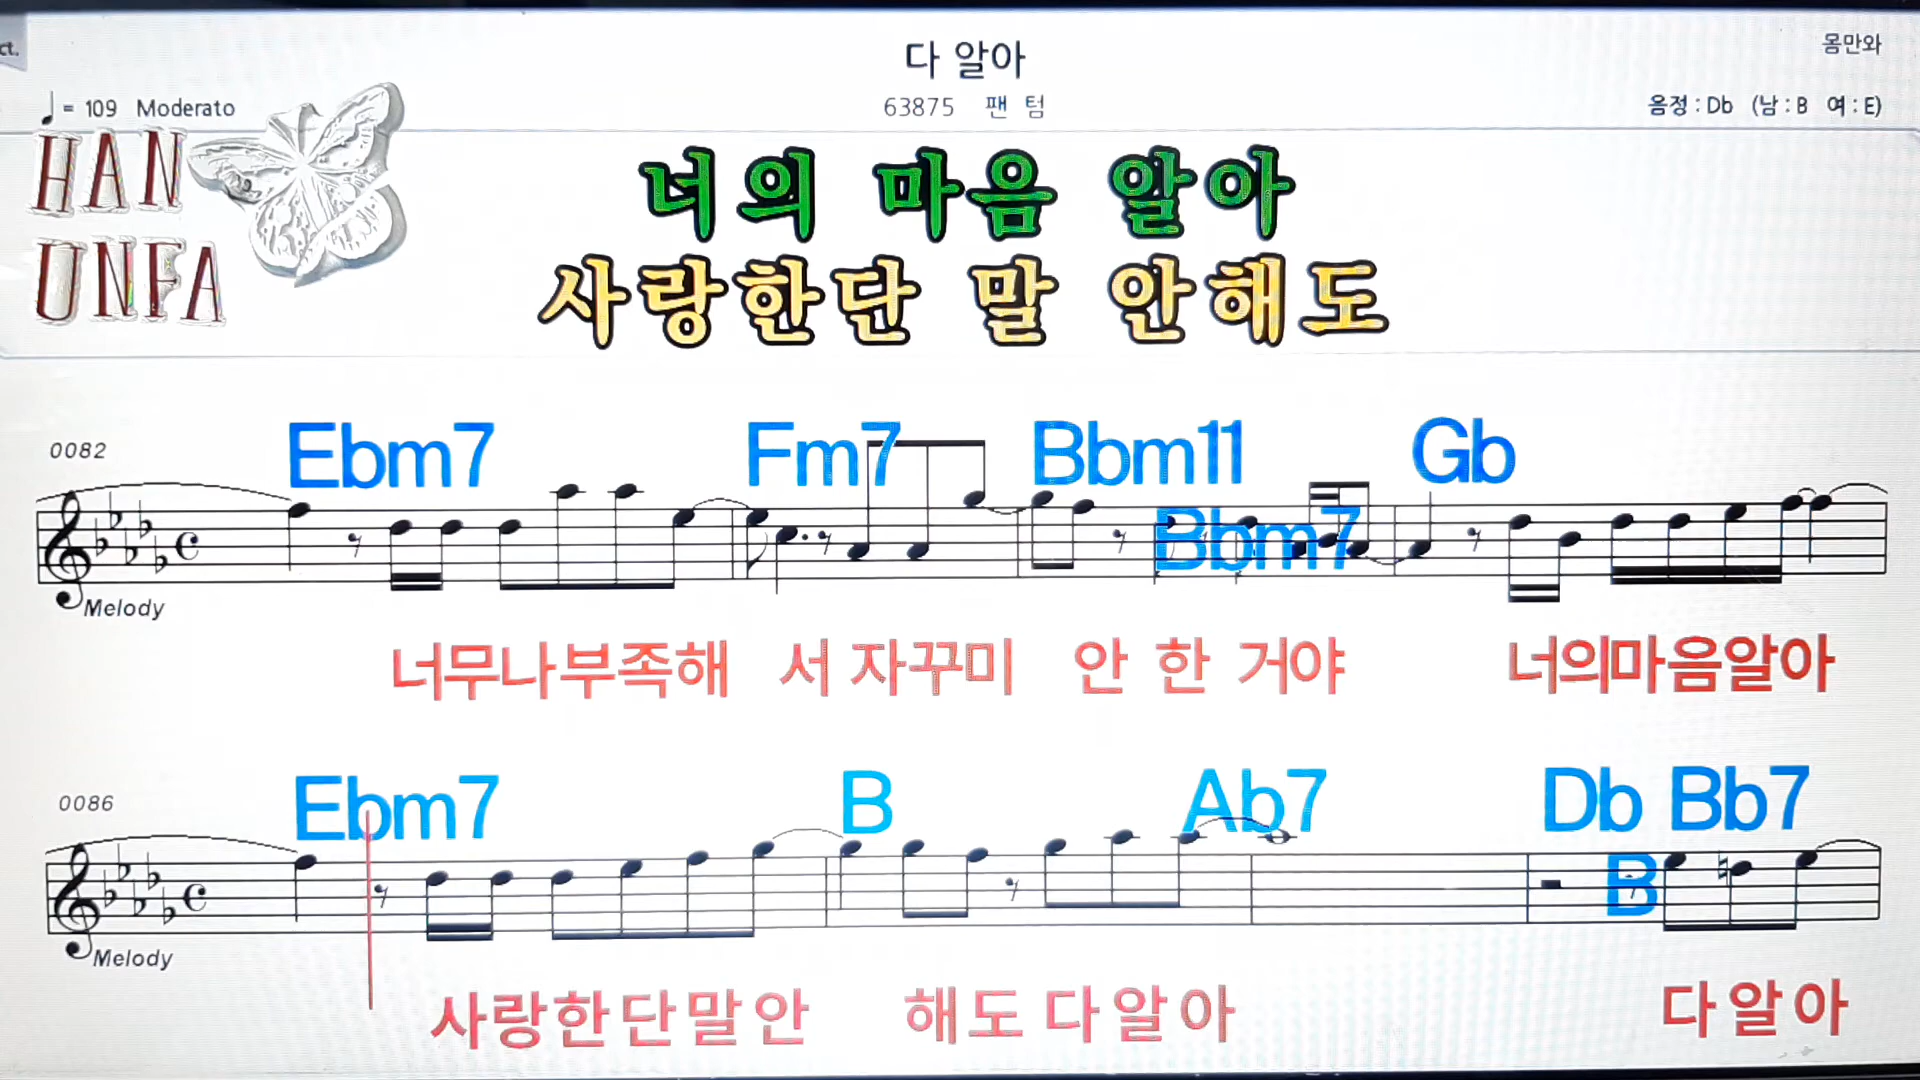 ct.
다 알아
몸만와
♩= 109 Moderato
63875 팬 텀
음정 : Db (남 : B 여 : E)
HAN
UNFA
너의 마음 알아
사랑한단 말 안해도
0082
Ebm7 Fm7 Bbm11 Gb
Bbm7
Melody
너무나부족해 서 자꾸미 안 한 거야 너의마음알아
0086
Ebm7 B Ab7 Db Bb7
B
Melody
사랑한단말안 해도 다알아 다알아